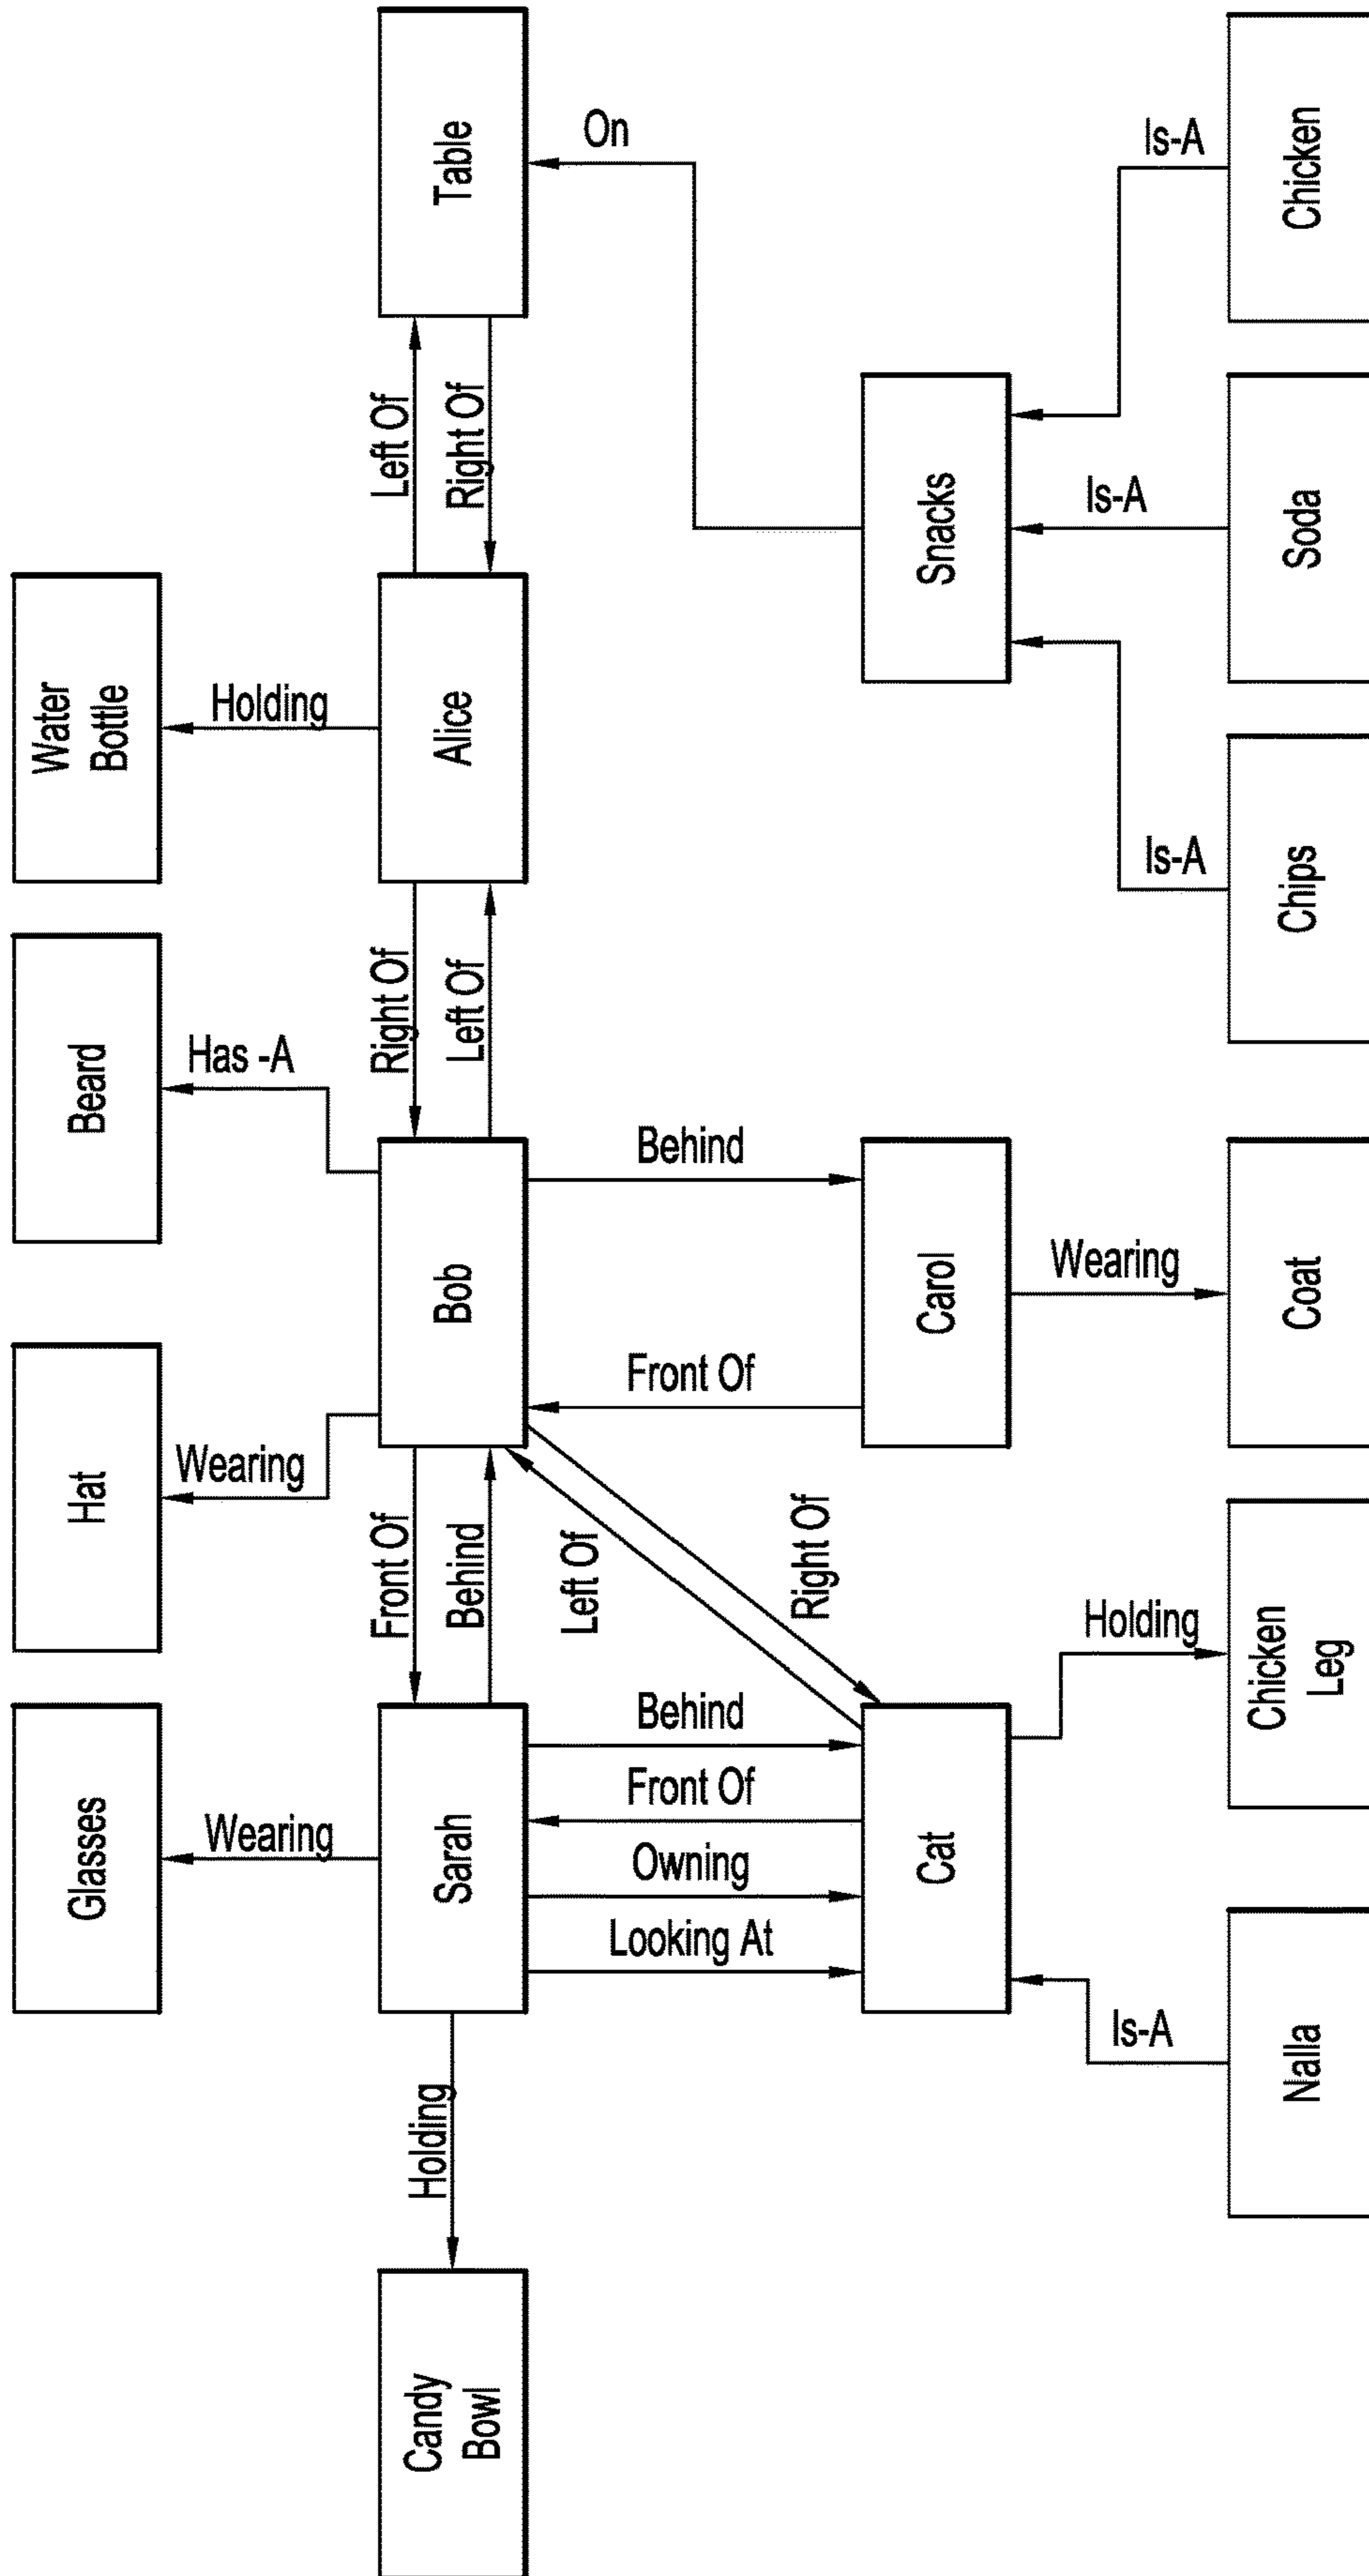 Glasses
Hat
Beard
Water
Bottle
Wearing
Wearing
Has -A
Holding
Candy
Bowl
Holding
Sarah
Front Of
Behind
Bob
Right Of
Left Of
Alice
Left Of
Right Of
Table
Looking At
Owning
Front Of
Behind
Left Of
Right Of
Front Of
Behind
On
Cat
Carol
Snacks
Is-A
Holding
Wearing
Is-A
Is-A
Is-A
Nalla
Chicken
Leg
Coat
Chips
Soda
Chicken